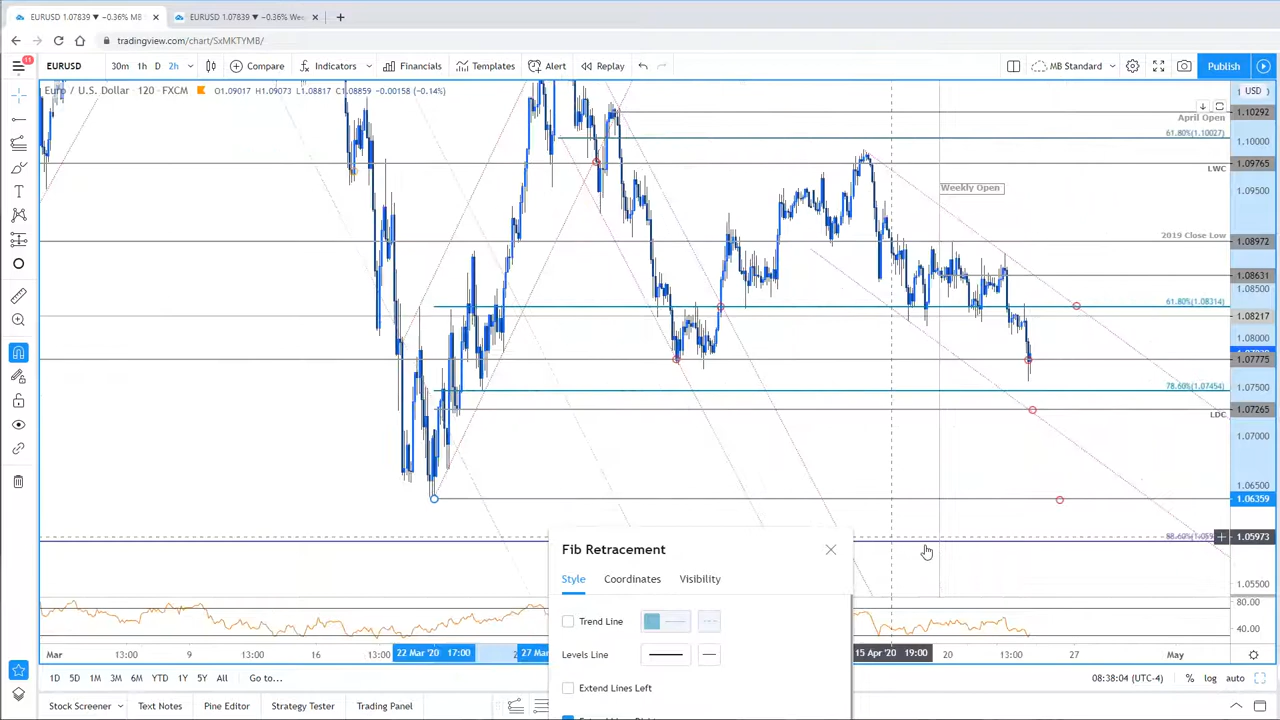 EURUSD 1.07839 ▼ −0.36% MB
EURUSD 1.07839 ▼ −0.36% Wee
tradingview.com/chart/SxMKTYMB/
11
EURUSD 30m 1h D 2h Compare Indicators Financials Templates Alert Replay MB Standard Publish
Euro / U.S. Dollar · 120 · FXCM O1.09017 H1.09073 L1.08817 C1.08859 −0.00158 (−0.14%)
USD
1.10292
April Open
61.80%(1.10027)
1.10000
1.09765
LWC
Weekly Open
1.09500
2019 Close Low
1.08972
1.08631
1.08500
61.80%(1.08314)
1.08217
1.08000
1.07775
78.60%(1.07454)
1.07500
1.07265
LDC
1.07000
1.06500
1.06359
1.05973
1.05500
Fib Retracement
Style Coordinates Visibility
Trend Line
Levels Line
Extend Lines Left
80.00
40.00
Mar 13:00 16 13:00 22 Mar '20 17:00 27 Mar 15 Apr '20 19:00 20 13:00 27 May
1D 5D 1M 3M 6M YTD 1Y 5Y All Go to... 08:38:04 (UTC-4) % log auto
Stock Screener Text Notes Pine Editor Strategy Tester Trading Panel